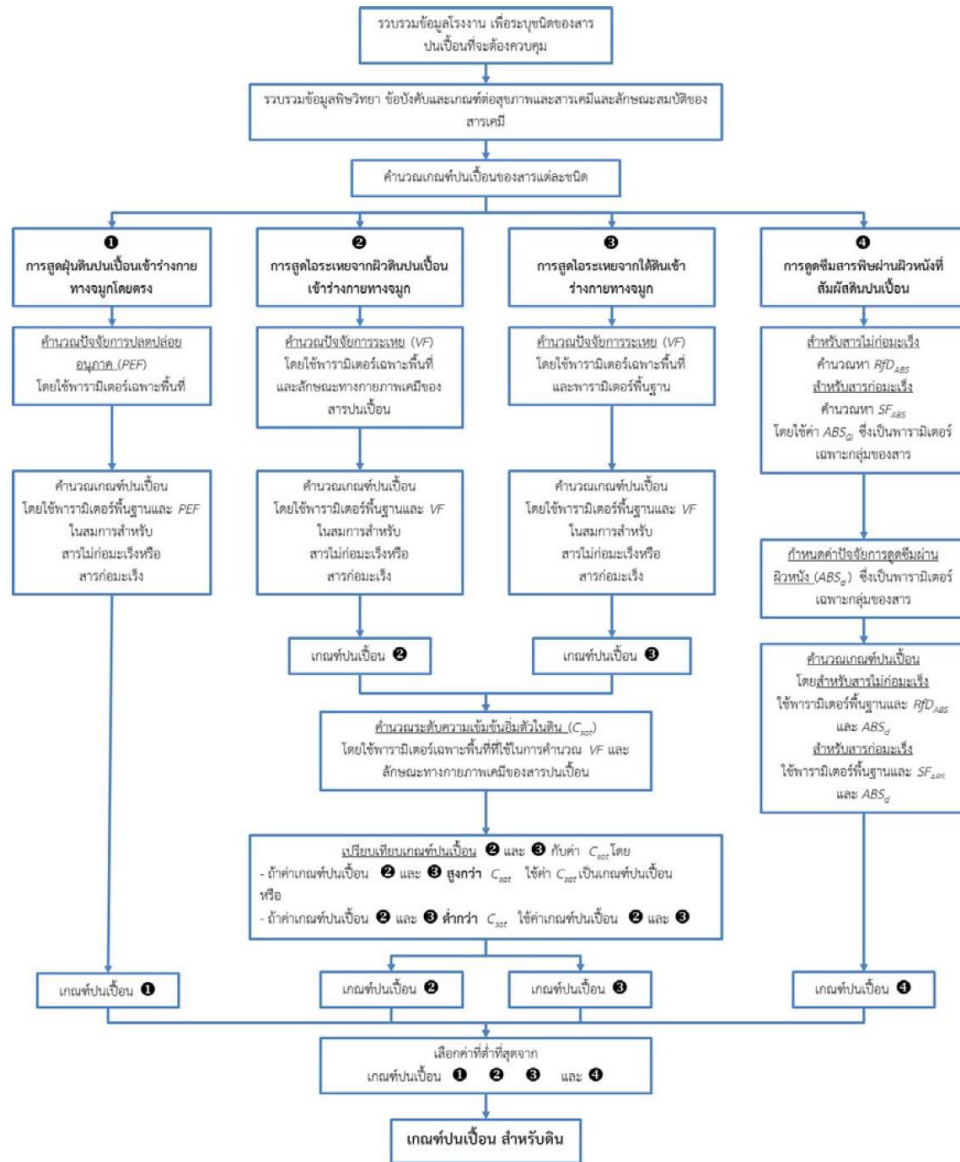 รวบรวมข้อมูลโรงงาน เพื่อระบุชนิดของสาร
ปนเปื้อนที่จะต้องควบคุม
รวบรวมข้อมูลพิษวิทยา ข้อบังคับและเกณฑ์ต่อสุขภาพและสารเคมีและลักษณะสมบัติของ
สารเคมี
คำนวณเกณฑ์ปนเปื้อนของสารแต่ละชนิด
❶
การสูดฝุ่นดินปนเปื้อนเข้าร่างกาย
ทางจมูกโดยตรง
คำนวณปัจจัยการปลดปล่อย
อนุภาค (PEF)
โดยใช้พารามิเตอร์เฉพาะพื้นที่
คำนวณเกณฑ์ปนเปื้อน
โดยใช้พารามิเตอร์พื้นฐานและ PEF
ในสมการสำหรับ
สารไม่ก่อมะเร็งหรือ
สารก่อมะเร็ง
❷
การสูดไอระเหยจากผิวดินปนเปื้อน
เข้าร่างกายทางจมูก
คำนวณปัจจัยการระเหย (VF)
โดยใช้พารามิเตอร์เฉพาะพื้นที่
และลักษณะทางกายภาพเคมีของ
สารปนเปื้อน
คำนวณเกณฑ์ปนเปื้อน
โดยใช้พารามิเตอร์พื้นฐานและ VF
ในสมการสำหรับ
สารไม่ก่อมะเร็งหรือ
สารก่อมะเร็ง
เกณฑ์ปนเปื้อน ❷
❸
การสูดไอระเหยจากใต้ดินเข้า
ร่างกายทางจมูก
คำนวณปัจจัยการระเหย (VF)
โดยใช้พารามิเตอร์เฉพาะพื้นที่
และพารามิเตอร์พื้นฐาน
คำนวณเกณฑ์ปนเปื้อน
โดยใช้พารามิเตอร์พื้นฐานและ VF
ในสมการสำหรับ
สารไม่ก่อมะเร็งหรือ
สารก่อมะเร็ง
เกณฑ์ปนเปื้อน ❸
❹
การดูดซึมสารพิษผ่านผิวหนังที่
สัมผัสดินปนเปื้อน
สำหรับสารไม่ก่อมะเร็ง
คำนวณหา RfD_ABS
สำหรับสารก่อมะเร็ง
คำนวณหา SF_ABS
โดยใช้ค่า ABS_GI ซึ่งเป็นพารามิเตอร์
เฉพาะกลุ่มของสาร
กำหนดค่าปัจจัยการดูดซึมผ่าน
ผิวหนัง (ABS_d) ซึ่งเป็นพารามิเตอร์
เฉพาะกลุ่มของสาร
คำนวณเกณฑ์ปนเปื้อน
โดยสำหรับสารไม่ก่อมะเร็ง
ใช้พารามิเตอร์พื้นฐานและ RfD_ABS
และ ABS_d
สำหรับสารก่อมะเร็ง
ใช้พารามิเตอร์พื้นฐานและ SF_ABS
และ ABS_d
คำนวณระดับความเข้มข้นอิ่มตัวในดิน (C_sat)
โดยใช้พารามิเตอร์เฉพาะพื้นที่ที่ใช้ในการคำนวณ VF และ
ลักษณะทางกายภาพเคมีของสารปนเปื้อน
เปรียบเทียบเกณฑ์ปนเปื้อน ❷ และ ❸ กับค่า C_sat โดย
- ถ้าค่าเกณฑ์ปนเปื้อน ❷ และ ❸ สูงกว่า C_sat ใช้ค่า C_sat เป็นเกณฑ์ปนเปื้อน
หรือ
- ถ้าค่าเกณฑ์ปนเปื้อน ❷ และ ❸ ต่ำกว่า C_sat ใช้ค่าเกณฑ์ปนเปื้อน ❷ และ ❸
เกณฑ์ปนเปื้อน ❶
เกณฑ์ปนเปื้อน ❷
เกณฑ์ปนเปื้อน ❸
เกณฑ์ปนเปื้อน ❹
เลือกค่าที่ต่ำที่สุดจาก
เกณฑ์ปนเปื้อน ❶ ❷ ❸ และ ❹
เกณฑ์ปนเปื้อน สำหรับดิน